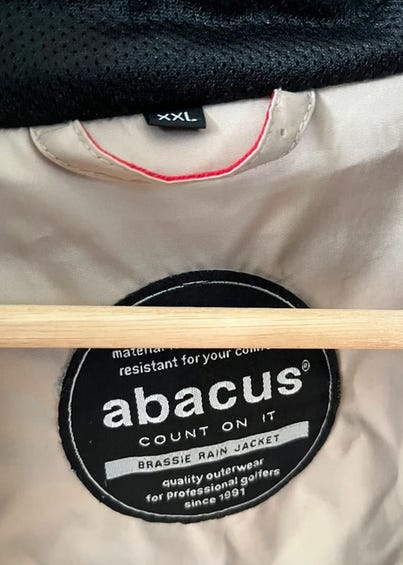 XXL
resistant for your
abacus®
COUNT ON IT
BRASSIE RAIN JACKET
quality outerwear
for professional golfers
since 1991